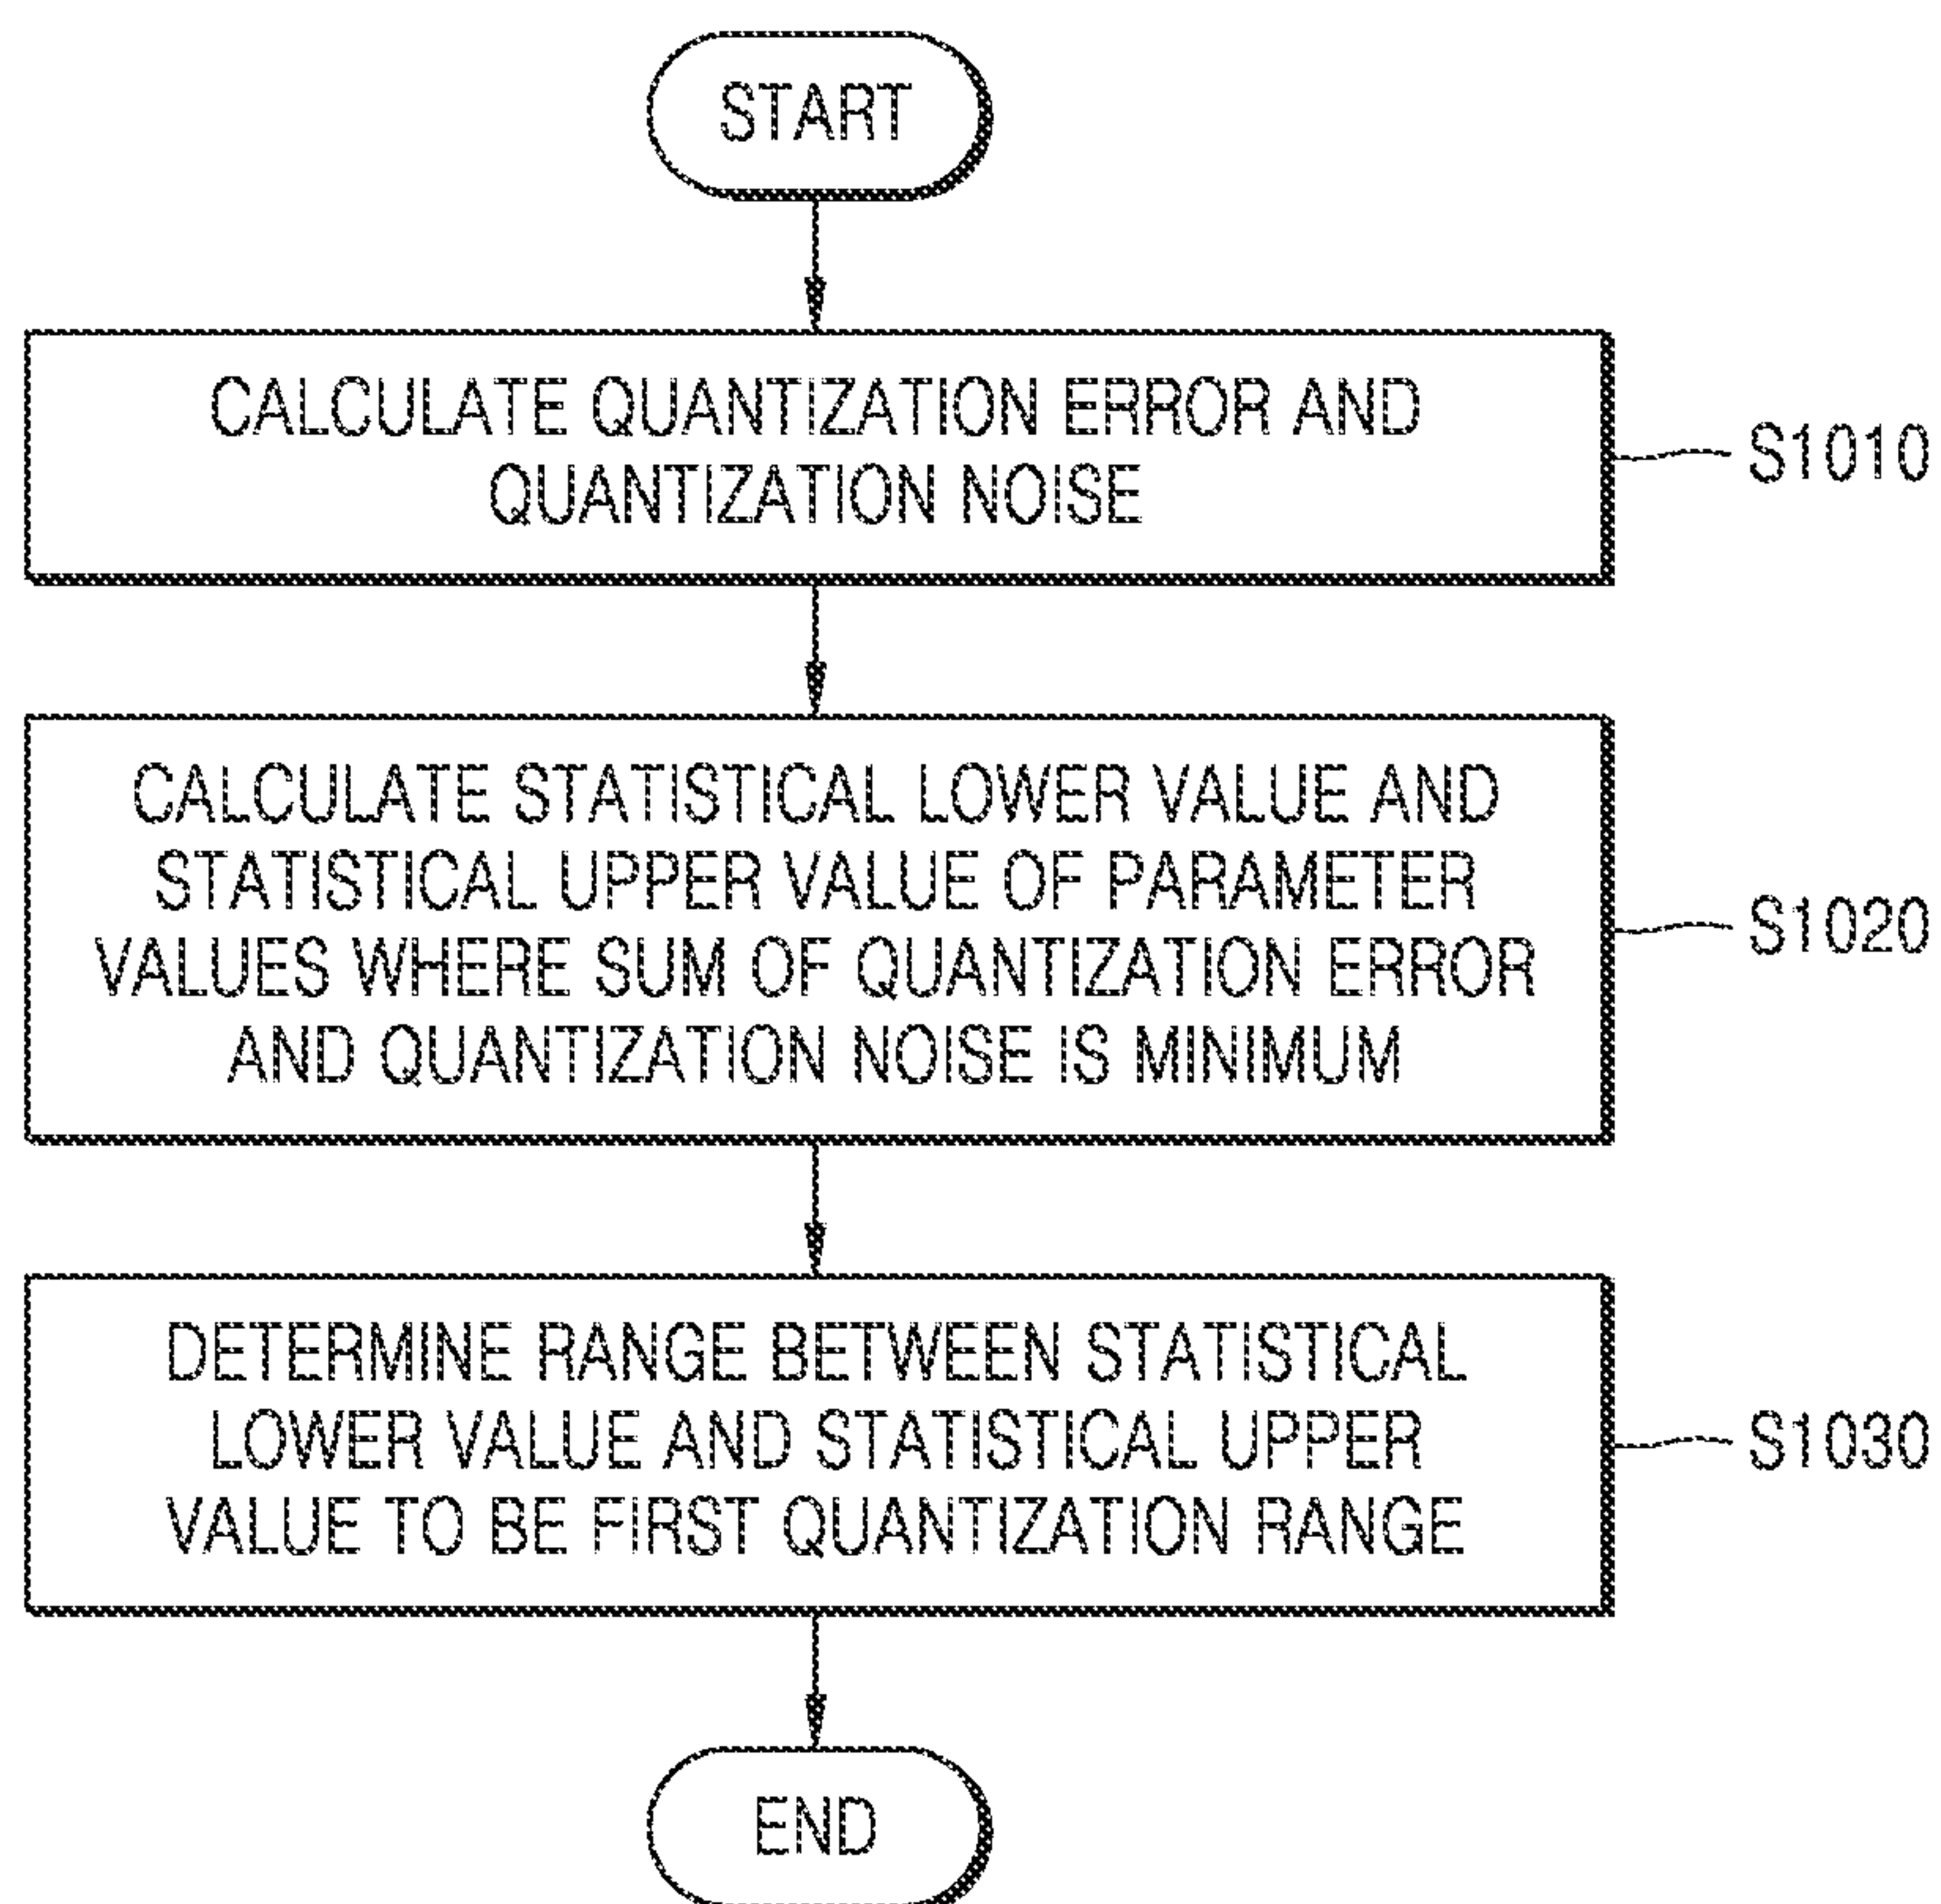 START
CALCULATE QUANTIZATION ERROR AND
QUANTIZATION NOISE
S1010
CALCULATE STATISTICAL LOWER VALUE AND
STATISTICAL UPPER VALUE OF PARAMETER
VALUES WHERE SUM OF QUANTIZATION ERROR
AND QUANTIZATION NOISE IS MINIMUM
S1020
DETERMINE RANGE BETWEEN STATISTICAL
LOWER VALUE AND STATISTICAL UPPER
VALUE TO BE FIRST QUANTIZATION RANGE
S1030
END